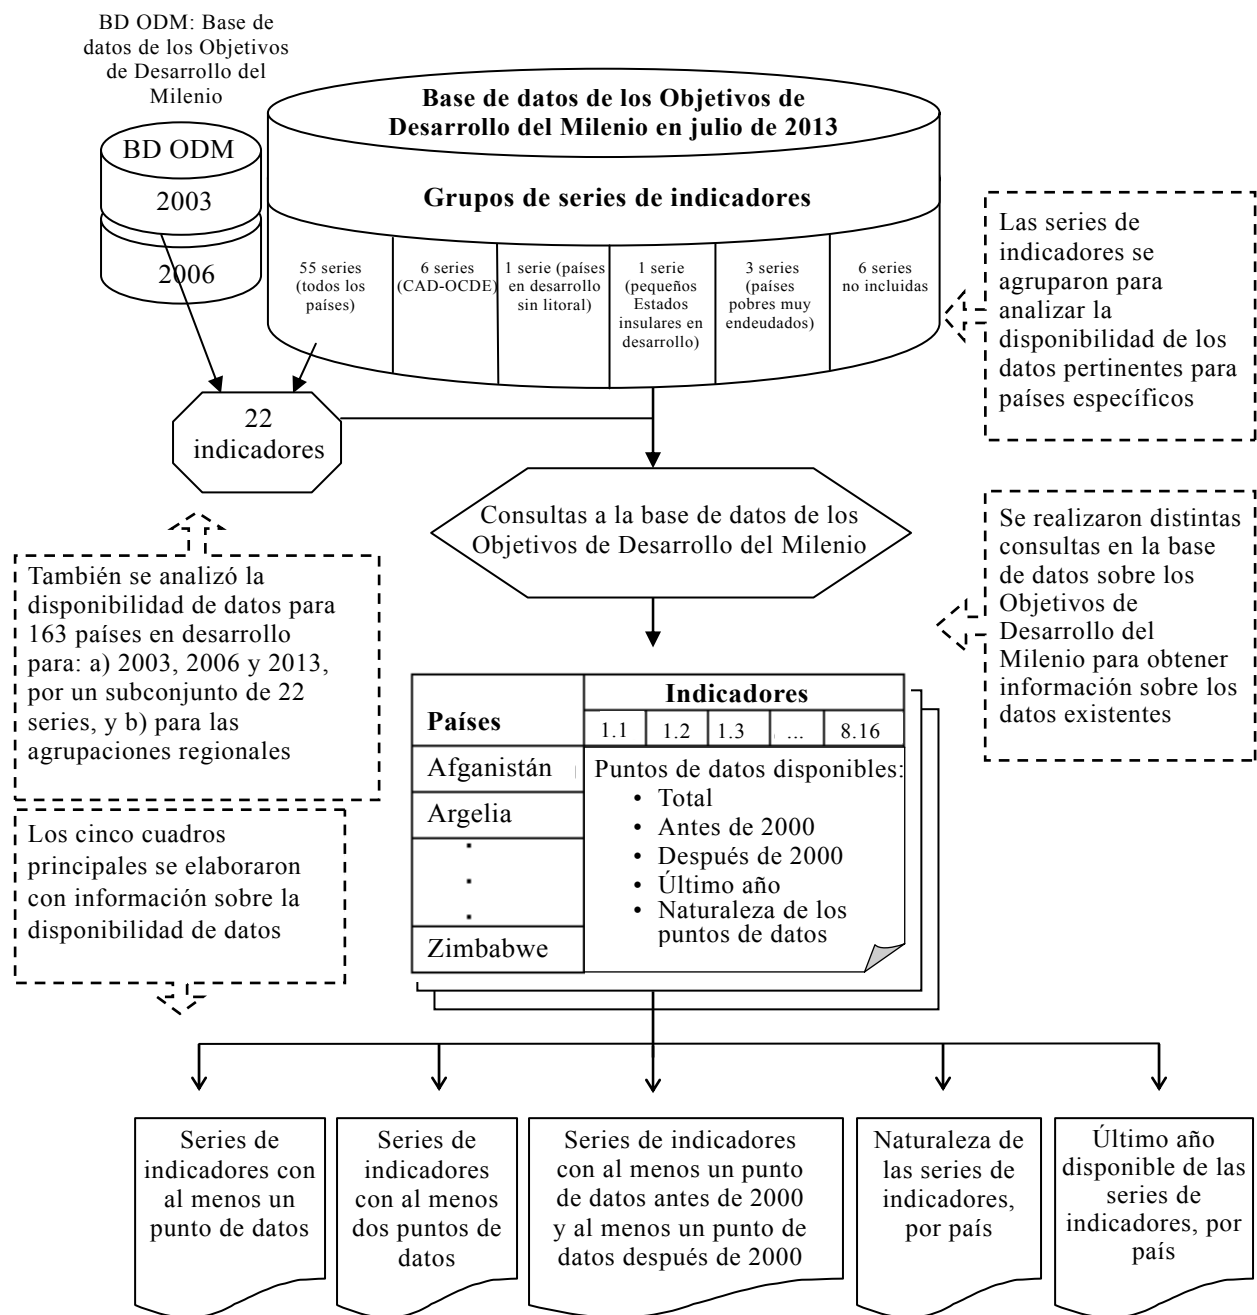 BD ODM: Base de
datos de los Objetivos
de Desarrollo del
Milenio
BD ODM
2003
2006
Base de datos de los Objetivos de
Desarrollo del Milenio en julio de 2013
Grupos de series de indicadores
55 series
(todos los
países)
6 series
(CAD-OCDE)
1 serie (países
en desarrollo
sin litoral)
1 serie
(pequeños
Estados
insulares en
desarrollo)
3 series
(países
pobres muy
endeudados)
6 series
no incluidas
Las series de
indicadores se
agruparon para
analizar la
disponibilidad de los
datos pertinentes para
países específicos
22
indicadores
Consultas a la base de datos de los
Objetivos de Desarrollo del Milenio
Se realizaron distintas
consultas en la base
de datos sobre los
Objetivos de
Desarrollo del
Milenio para obtener
información sobre los
datos existentes
También se analizó la
disponibilidad de datos para
163 países en desarrollo
para: a) 2003, 2006 y 2013,
por un subconjunto de 22
series, y b) para las
agrupaciones regionales
Los cinco cuadros
principales se elaboraron
con información sobre la
disponibilidad de datos
Países
Indicadores
1.1 1.2 1.3 ... 8.16
Afganistán
Argelia
.
.
.
Zimbabwe
Puntos de datos disponibles:
• Total
• Antes de 2000
• Después de 2000
• Último año
• Naturaleza de los
puntos de datos
Series de
indicadores con
al menos un
punto de datos
Series de
indicadores
con al menos
dos puntos de
datos
Series de indicadores
con al menos un punto
de datos antes de 2000
y al menos un punto de
datos después de 2000
Naturaleza de
las series de
indicadores,
por país
Último año
disponible de las
series de
indicadores, por
país